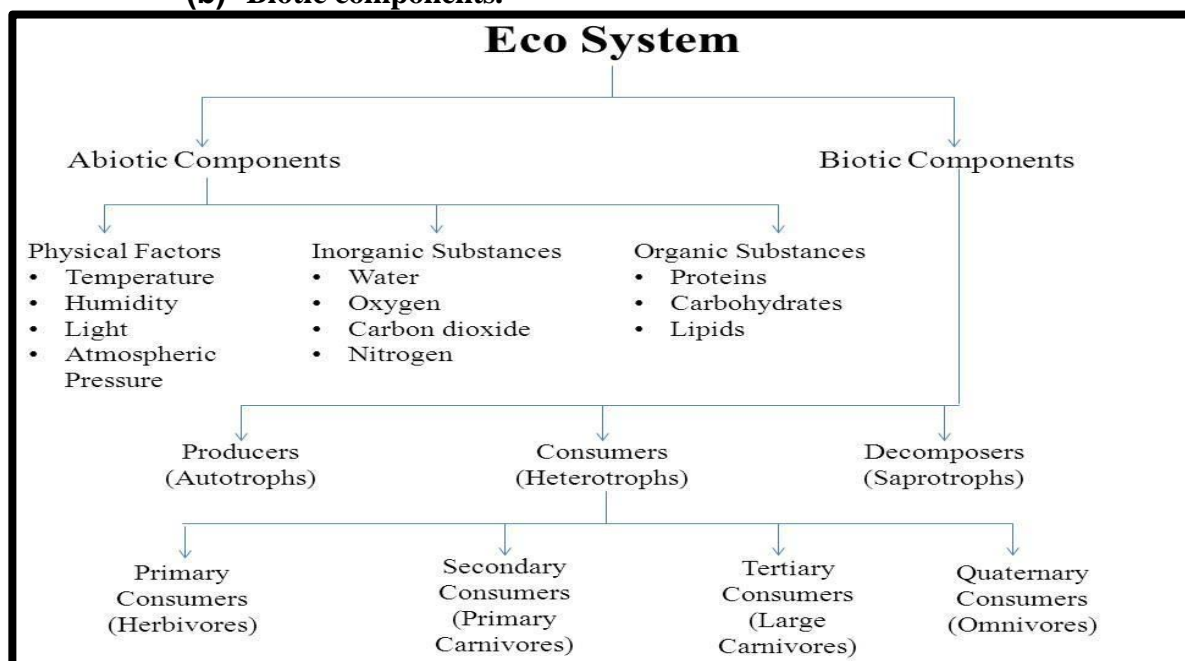 (b) Biotic components.
Eco System
Abiotic Components
Biotic Components
Physical Factors
• Temperature
• Humidity
• Light
• Atmospheric
Pressure
Inorganic Substances
• Water
• Oxygen
• Carbon dioxide
• Nitrogen
Organic Substances
• Proteins
• Carbohydrates
• Lipids
Producers
(Autotrophs)
Consumers
(Heterotrophs)
Decomposers
(Saprotrophs)
Primary
Consumers
(Herbivores)
Secondary
Consumers
(Primary
Carnivores)
Tertiary
Consumers
(Large
Carnivores)
Quaternary
Consumers
(Omnivores)